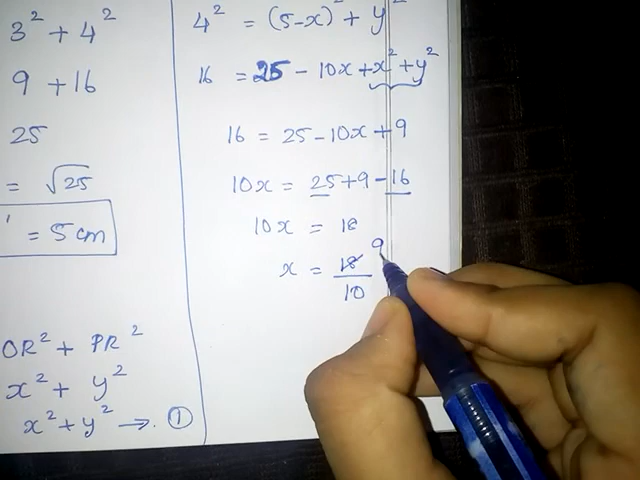 3² + 4²
9 + 16
25
= √25
' = 5 cm
OR² + PR²
x² + y²
x² + y² → . ①
4² = (5-x)² + y²
16 = 25 - 10x + x² + y²
16 = 25 - 10x + 9
10x = 25 + 9 - 16
10x = 18
x = 18/10 9